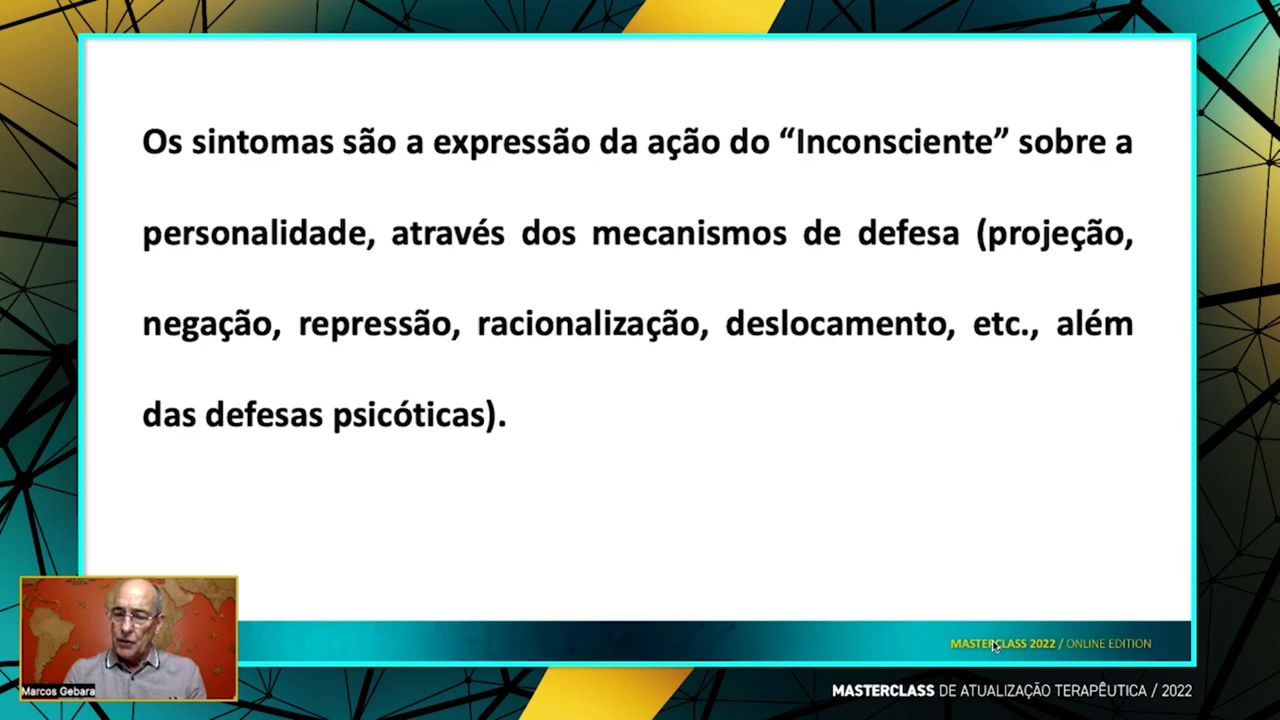 Os sintomas são a expressão da ação do “Inconsciente” sobre a
personalidade, através dos mecanismos de defesa (projeção,
negação, repressão, racionalização, deslocamento, etc., além
das defesas psicóticas).
MASTERCLASS 2022 / ONLINE EDITION
Marcos Gebara
MASTERCLASS DE ATUALIZAÇÃO TERAPÊUTICA / 2022